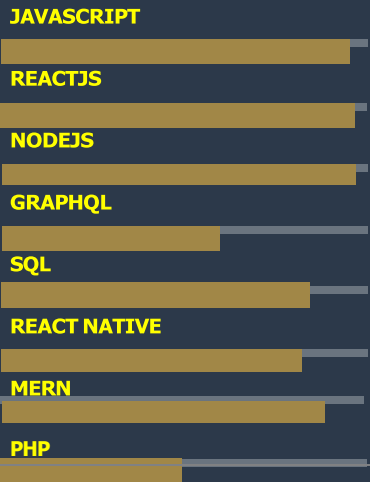 JAVASCRIPT
REACTJS
NODEJS
GRAPHQL
SQL
REACT NATIVE
MERN
PHP